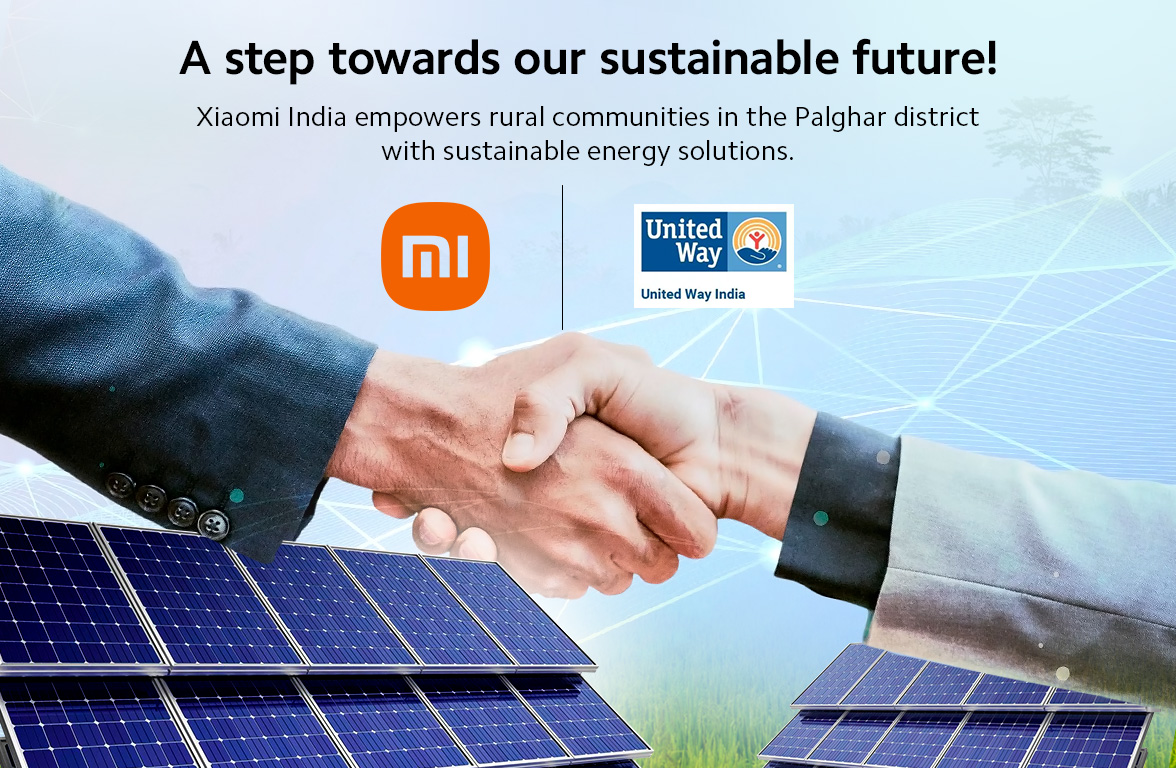 A step towards our sustainable future!
Xiaomi India empowers rural communities in the Palghar district
with sustainable energy solutions.
mi
United
Way
United Way India